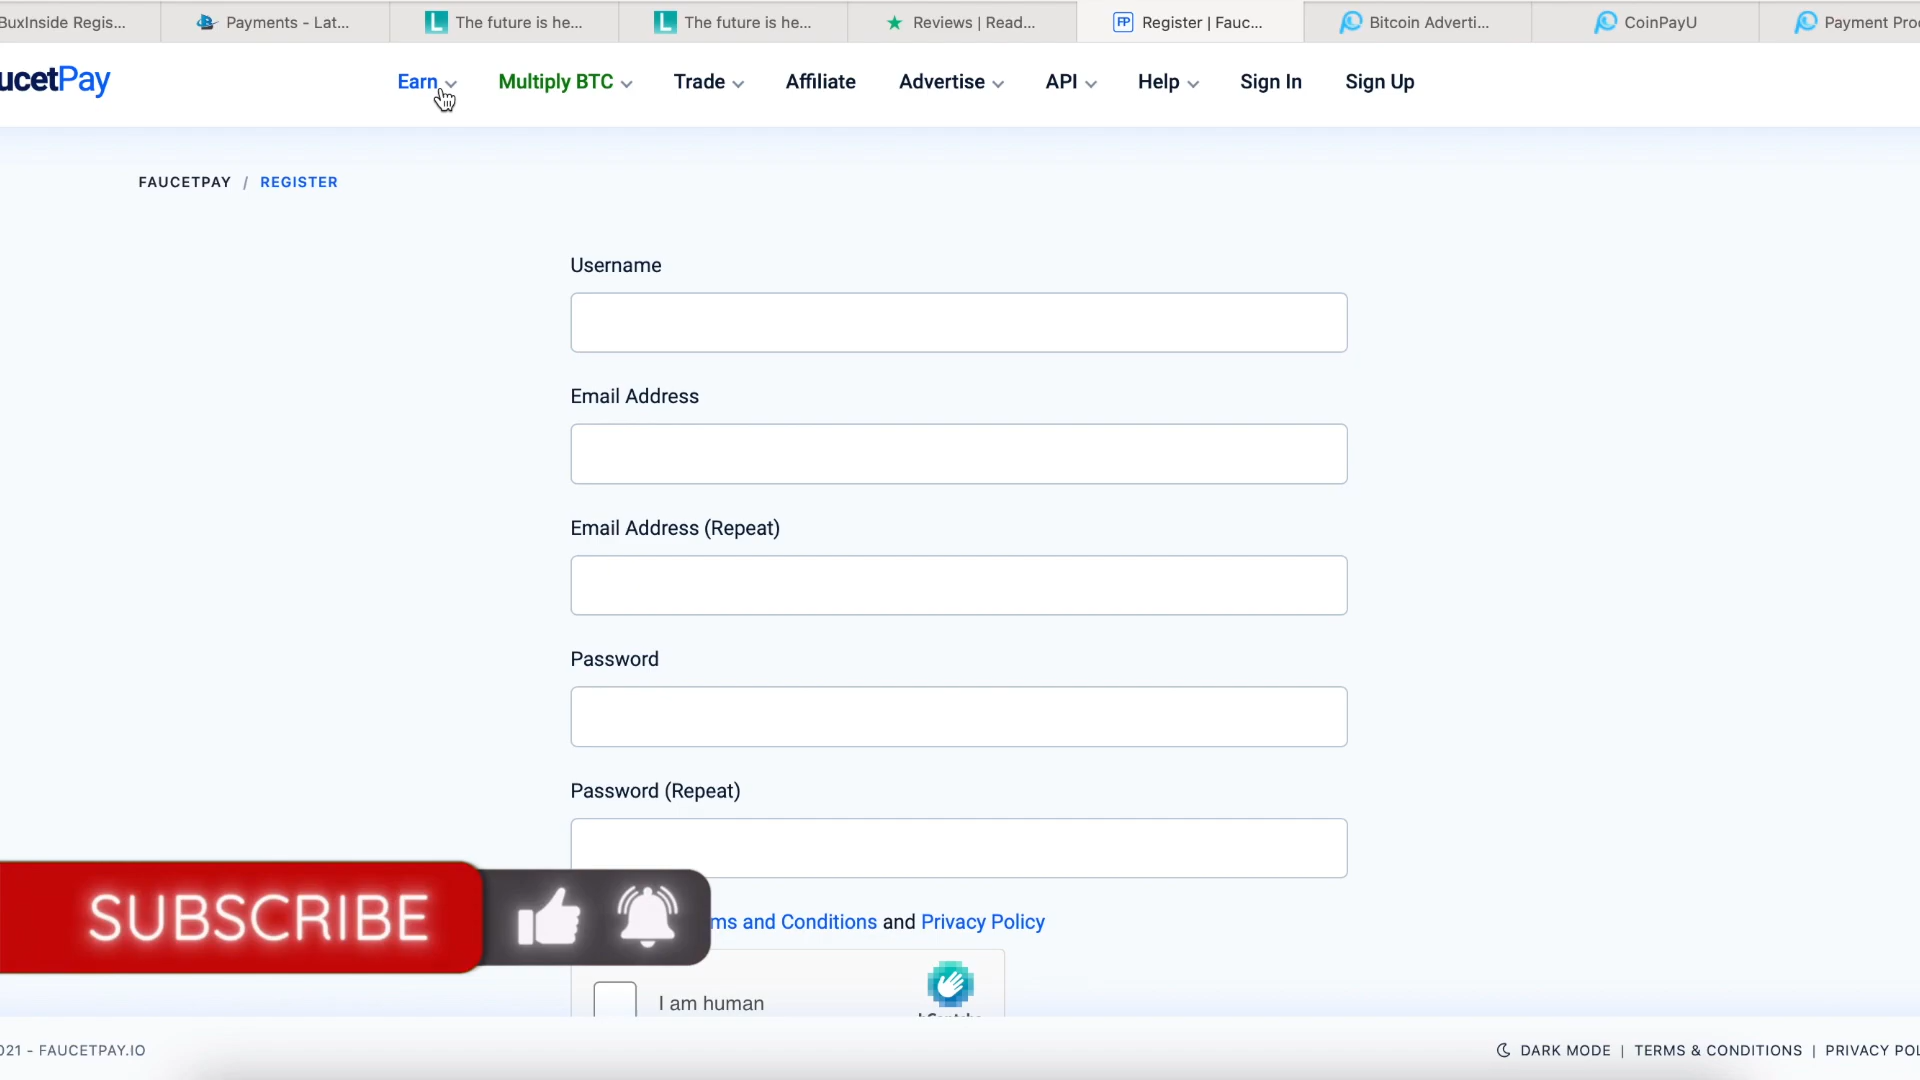 BuxInside Regis...
Payments - Lat...
The future is he...
The future is he...
Reviews | Read...
FP
Register | Fauc...
Bitcoin Adverti...
CoinPayU
Payment Pro
ucetPay
Earn
Multiply BTC
Trade
Affiliate
Advertise
API
Help
Sign In
Sign Up
FAUCETPAY / REGISTER
Username
Email Address
Email Address (Repeat)
Password
Password (Repeat)
ms and Conditions and Privacy Policy
SUBSCRIBE
I am human
021 - FAUCETPAY.IO
DARK MODE | TERMS & CONDITIONS | PRIVACY POL